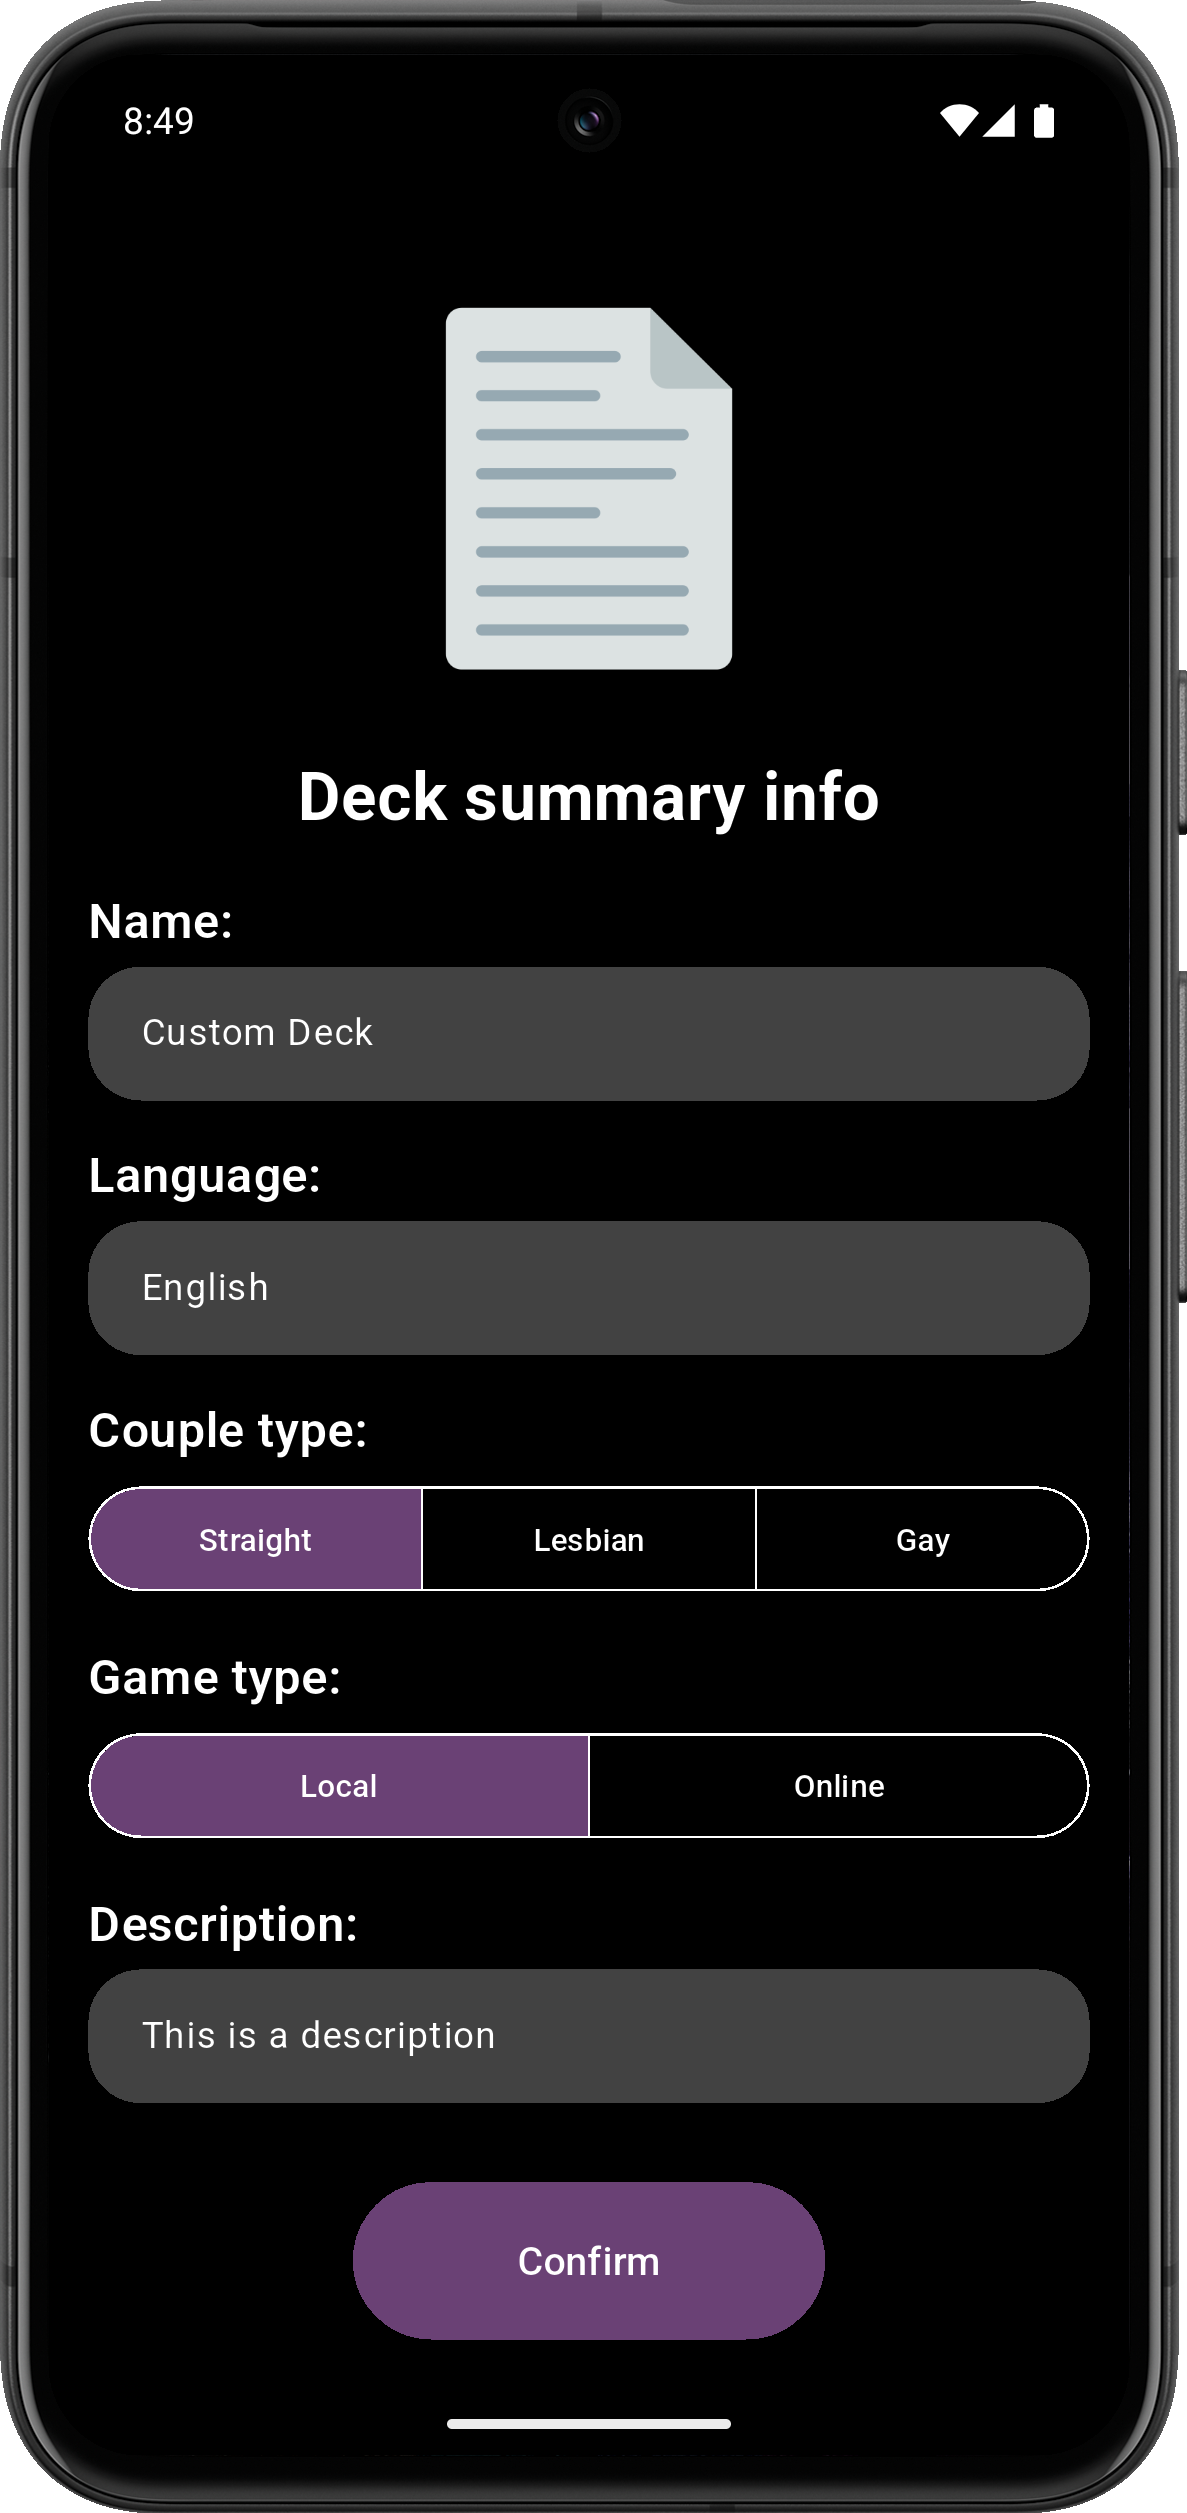 8:49
Deck summary info
Name:
Custom Deck
Language:
English
Couple type:
Straight Lesbian Gay
Game type:
Local Online
Description:
This is a description
Confirm